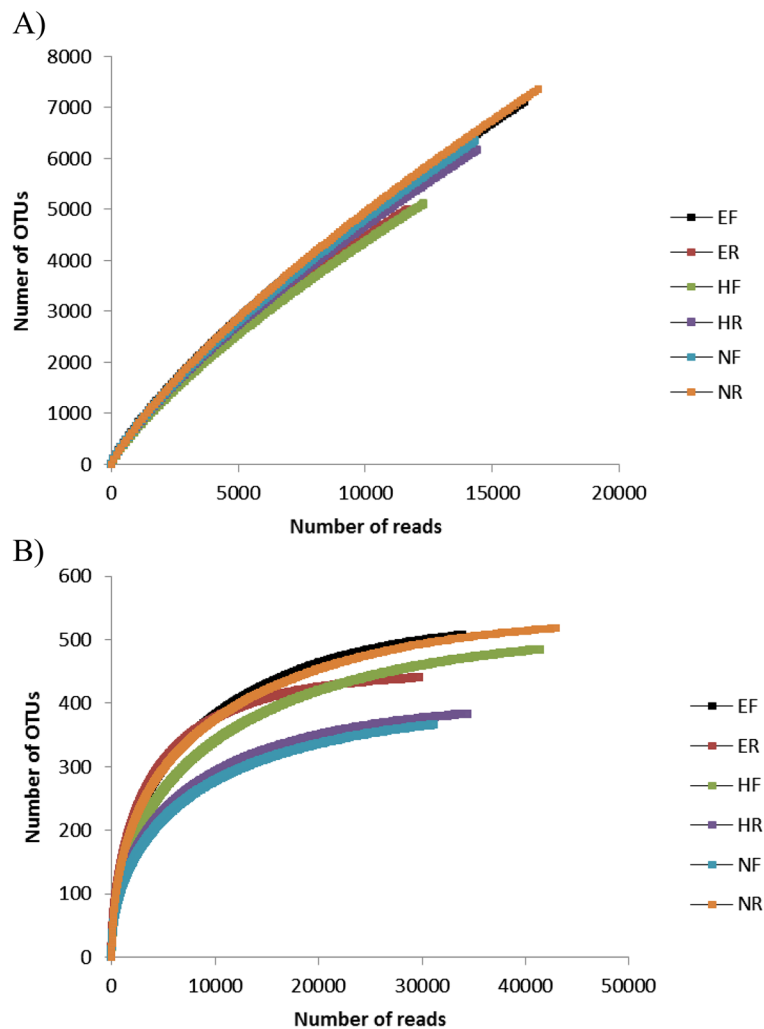 A)
8000
7000
6000
5000
4000
3000
2000
1000
0
Numer of OTUs
0 5000 10000 15000 20000
Number of reads
EF
ER
HF
HR
NF
NR
B)
600
500
400
300
200
100
0
Number of OTUs
0 10000 20000 30000 40000 50000
Number of reads
EF
ER
HF
HR
NF
NR